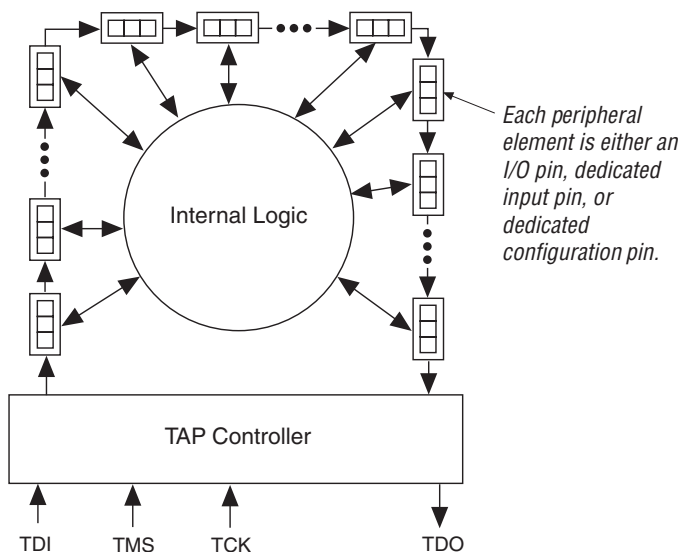 Each peripheral
element is either an
I/O pin, dedicated
input pin, or
dedicated
configuration pin.
Internal Logic
TAP Controller
TDI TMS TCK TDO